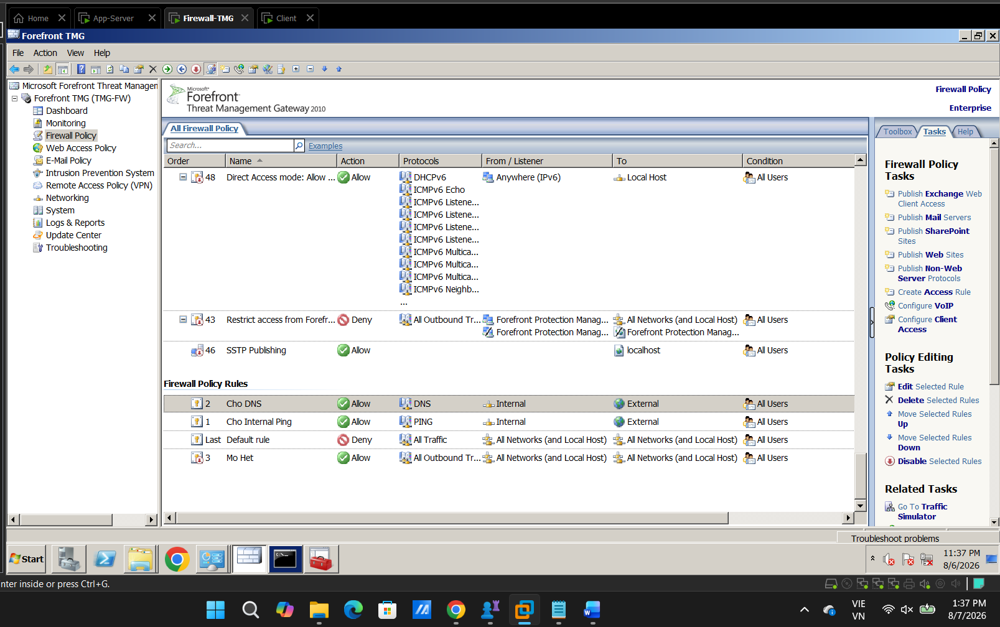 Home
App-Server
Firewall-TMG
Client
Forefront TMG
File Action View Help
Microsoft Forefront Threat Managen
Forefront TMG (TMG-FW)
Dashboard
Monitoring
Firewall Policy
Web Access Policy
E-Mail Policy
Intrusion Prevention System
Remote Access Policy (VPN)
Networking
System
Logs & Reports
Update Center
Troubleshooting
Microsoft
Forefront
Threat Management Gateway 2010
Firewall Policy
Enterprise
All Firewall Policy
Search...
Examples
Order Name Action Protocols From / Listener To Condition
48 Direct Access mode: Allow ... Allow DHCPv6 Anywhere (IPv6) Local Host All Users
ICMPv6 Echo
ICMPv6 Listene...
ICMPv6 Listene...
ICMPv6 Listene...
ICMPv6 Listene...
ICMPv6 Multica...
ICMPv6 Multica...
ICMPv6 Multica...
ICMPv6 Neighb...
...
43 Restrict access from Forefr... Deny All Outbound Tr... Forefront Protection Manag... All Networks (and Local Host) All Users
Forefront Protection Manag... Forefront Protection Manag...
46 SSTP Publishing Allow localhost All Users
Firewall Policy Rules
2 Cho DNS Allow DNS Internal External All Users
1 Cho Internal Ping Allow PING Internal External All Users
Last Default rule Deny All Traffic All Networks (and Local Host) All Networks (and Local Host) All Users
3 Mo Het Allow All Outbound Tr... All Networks (and Local Host) All Networks (and Local Host) All Users
Toolbox Tasks Help
Firewall Policy
Tasks
Publish Exchange Web
Client Access
Publish Mail Servers
Publish SharePoint
Sites
Publish Web Sites
Publish Non-Web
Server Protocols
Create Access Rule
Configure VoIP
Configure Client
Access
Policy Editing
Tasks
Edit Selected Rule
Delete Selected Rules
Move Selected Rules
Up
Move Selected Rules
Down
Disable Selected Rules
Related Tasks
Go To Traffic
Simulator
Troubleshoot problems
Start
11:37 PM
8/6/2026
nter inside or press Ctrl+G.
VIE
VN
1:37 PM
8/7/2026